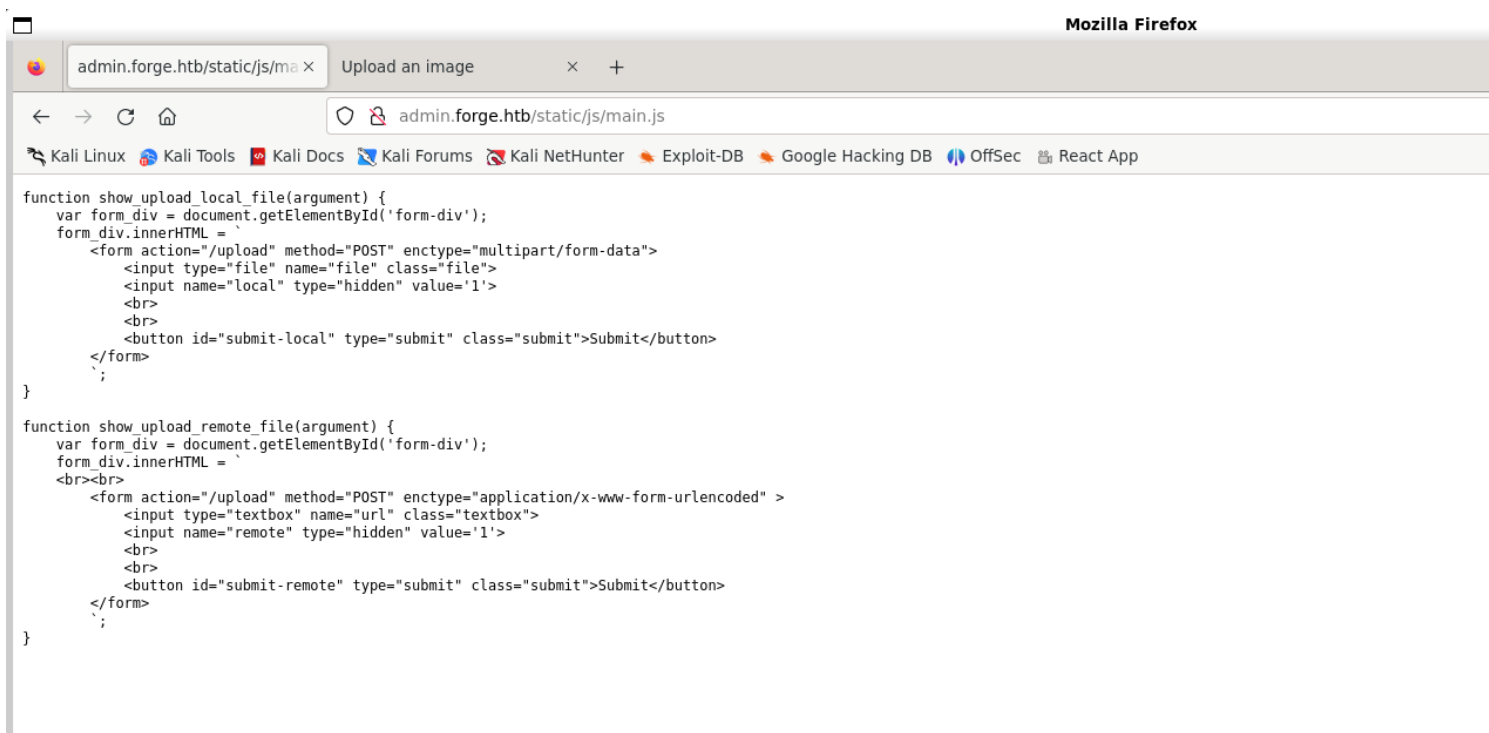 Mozilla Firefox
admin.forge.htb/static/js/ma
Upload an image
admin.forge.htb/static/js/main.js
Kali Linux Kali Tools Kali Docs Kali Forums Kali NetHunter Exploit-DB Google Hacking DB OffSec React App
function show_upload_local_file(argument) {
    var form_div = document.getElementById('form-div');
    form_div.innerHTML = `
        <form action="/upload" method="POST" enctype="multipart/form-data">
            <input type="file" name="file" class="file">
            <input name="local" type="hidden" value='1'>
            <br>
            <br>
            <button id="submit-local" type="submit" class="submit">Submit</button>
        </form>
        `;
}
function show_upload_remote_file(argument) {
    var form_div = document.getElementById('form-div');
    form_div.innerHTML = `
    <br><br>
        <form action="/upload" method="POST" enctype="application/x-www-form-urlencoded" >
            <input type="textbox" name="url" class="textbox">
            <input name="remote" type="hidden" value='1'>
            <br>
            <br>
            <button id="submit-remote" type="submit" class="submit">Submit</button>
        </form>
        `;
}